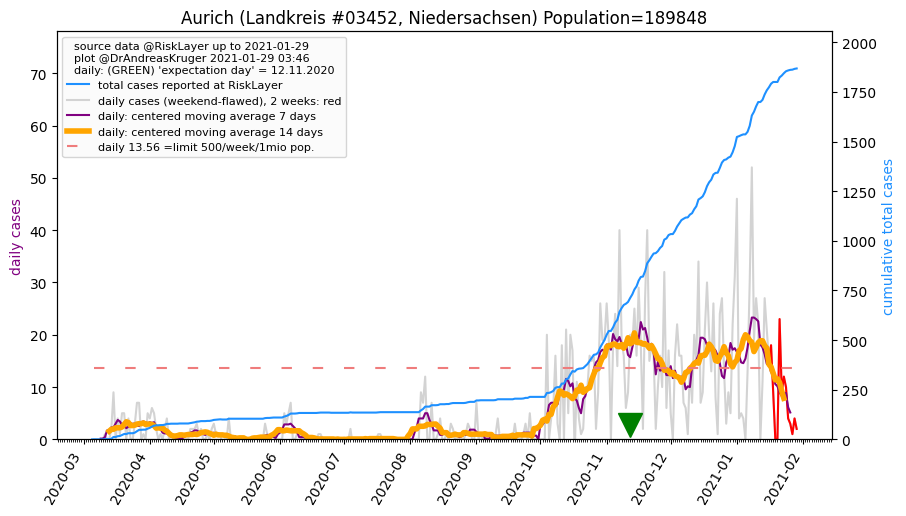 Aurich (Landkreis #03452, Niedersachsen) Population=189848
source data @RiskLayer up to 2021-01-29
plot @DrAndreasKruger 2021-01-29 03:46
daily: (GREEN) 'expectation day' = 12.11.2020
total cases reported at RiskLayer
daily cases (weekend-flawed), 2 weeks: red
daily: centered moving average 7 days
daily: centered moving average 14 days
daily 13.56 =limit 500/week/1mio pop.
daily cases
70
60
50
40
30
20
10
0
cumulative total cases
2000
1750
1500
1250
1000
750
500
250
0
2020-03
2020-04
2020-05
2020-06
2020-07
2020-08
2020-09
2020-10
2020-11
2020-12
2021-01
2021-02